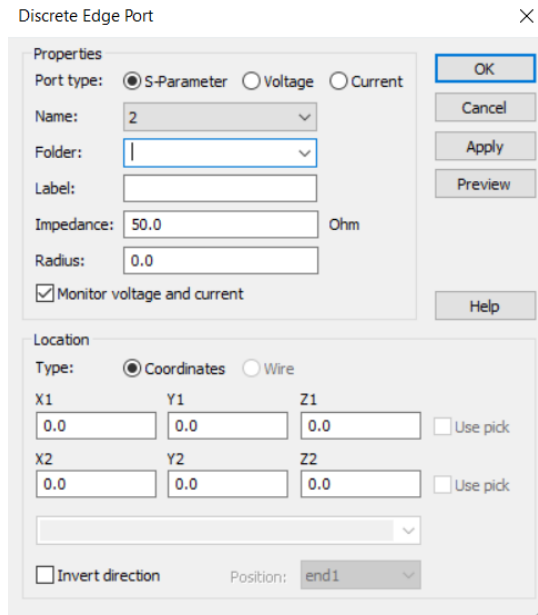 Discrete Edge Port
Properties
Port type: S-Parameter Voltage Current
Name: 2
Folder:
Label:
Impedance: 50.0 Ohm
Radius: 0.0
Monitor voltage and current
OK
Cancel
Apply
Preview
Help
Location
Type: Coordinates Wire
X1 Y1 Z1
0.0 0.0 0.0 Use pick
X2 Y2 Z2
0.0 0.0 0.0 Use pick
Invert direction Position: end1